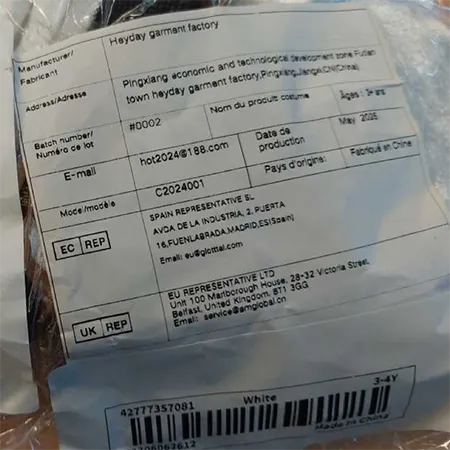 Manufacturer/
Fabricant
Heyday garment factory
Address/Adresse
Pingxiang economic and technological development zone Futian
town heyday garment factory,Pingxiang,Jiangxi,CN(China)
Batch number/
Numéro de lot
#0002
Nom du produit costume
Âges: 3+ ans
E-mail
hot2024@188.com
Date de
production
May 2025
Model/modèle
C2024001
Pays d'origine:
Fabriqué en Chine
EC REP
SPAIN REPRESENTATIVE SL
AVDA DE LA INDUSTRIA, 2, PUERTA
16,FUENLABRADA,MADRID,ES(Spain)
Email: eu@glotttal.com
UK REP
EU REPRESENTATIVE LTD
Unit 100 Marlborough House, 28-32 Victoria Street,
Belfast, United Kingdom, BT1 3GG
Email: service@amglobal.cn
42777357081
White
3-4Y
Made in China